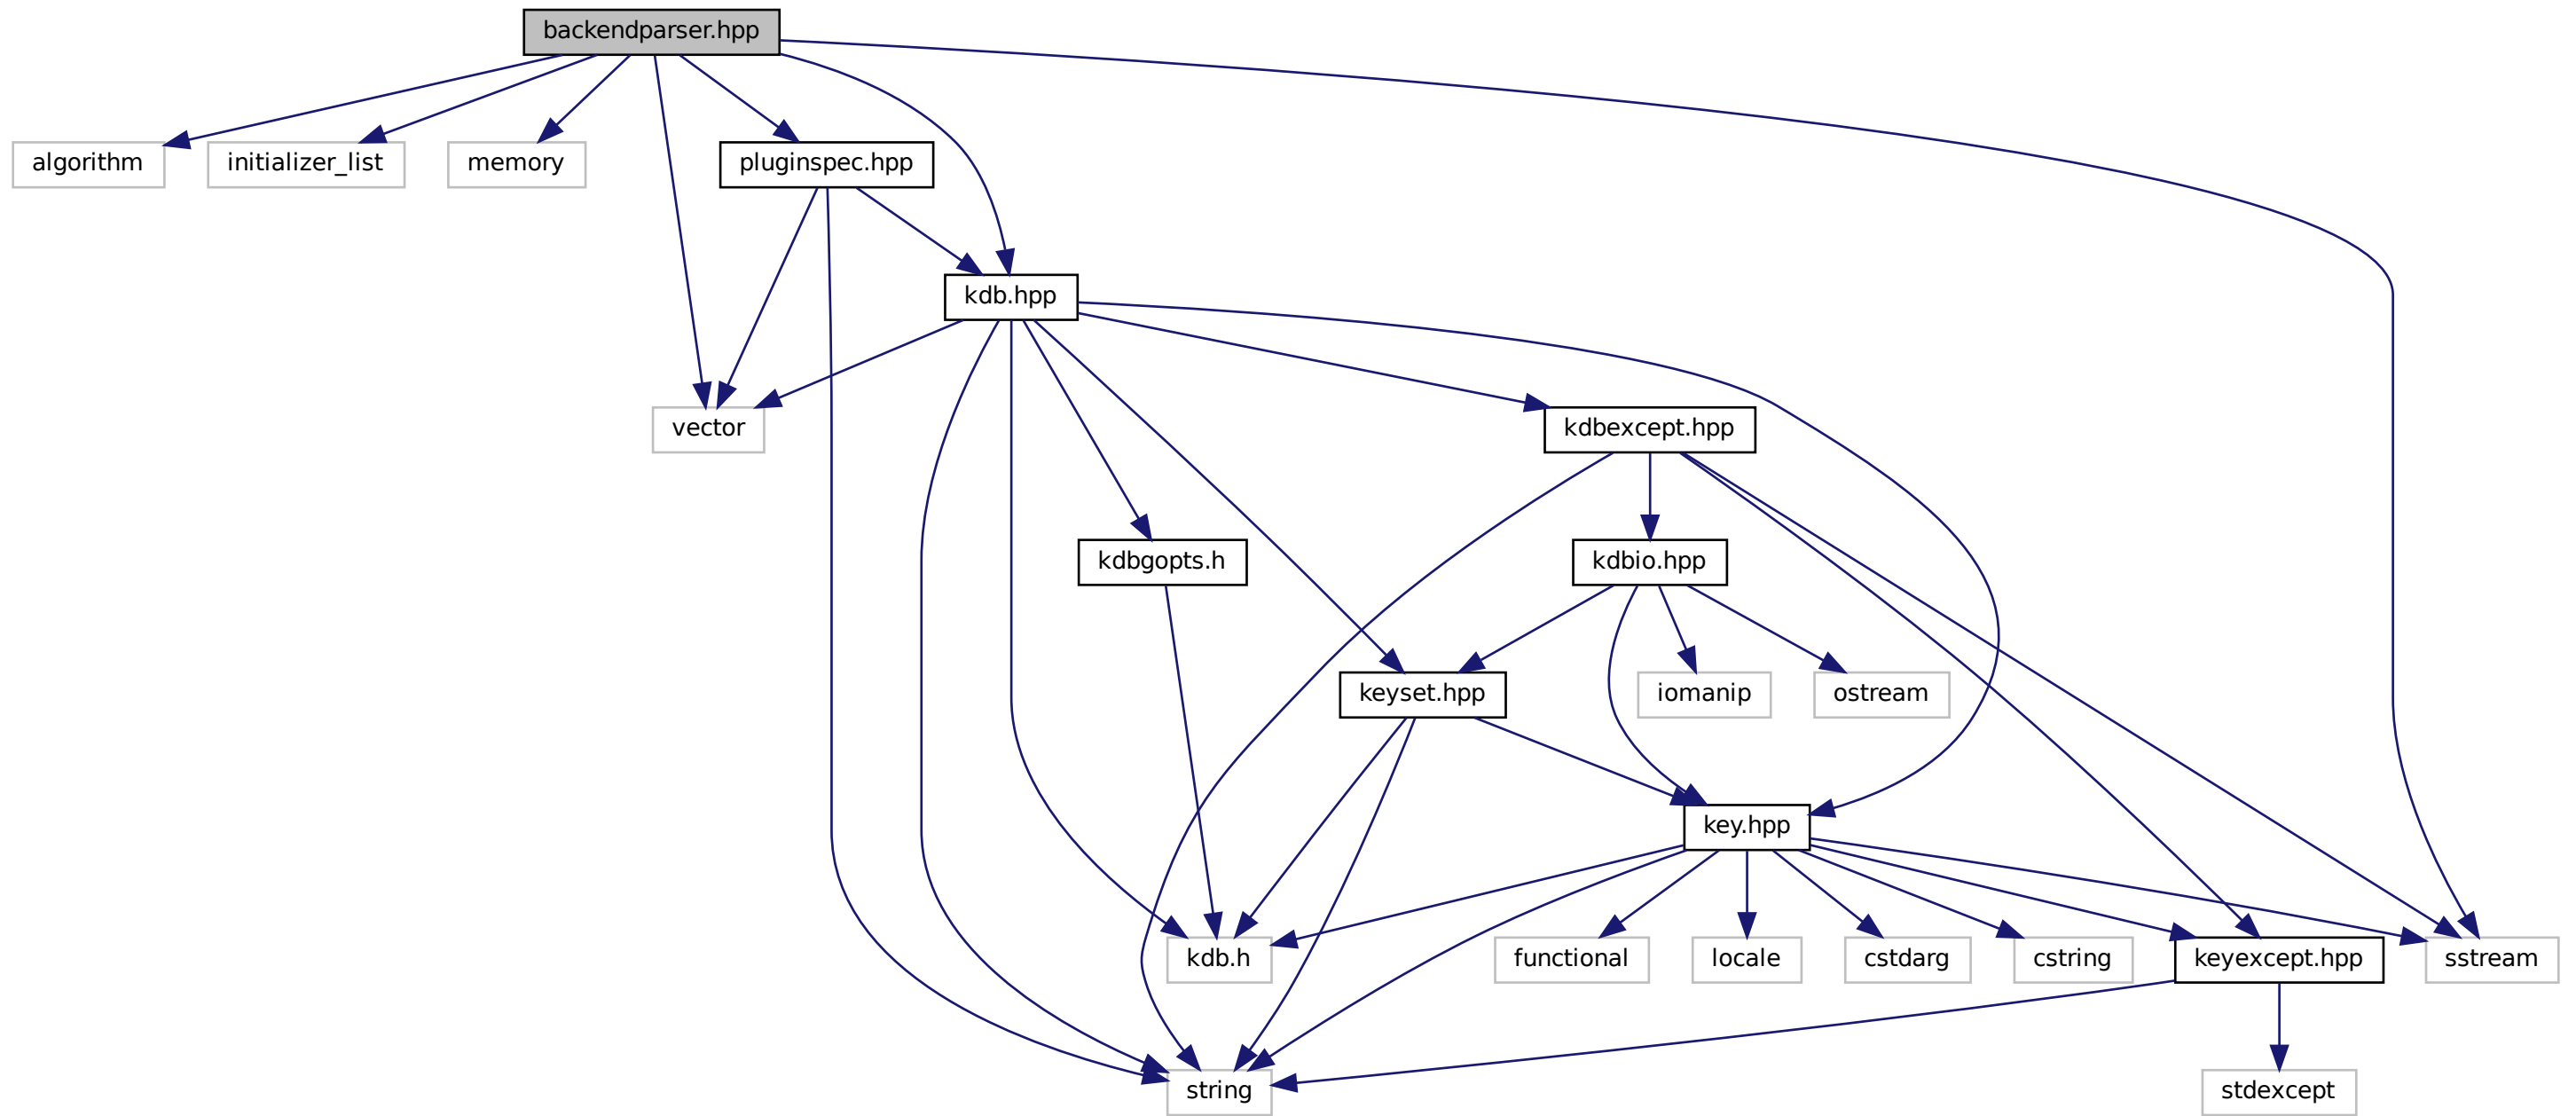 backendparser.hpp
algorithm
initializer_list
memory
pluginspec.hpp
kdb.hpp
vector
kdbexcept.hpp
kdbgopts.h
kdbio.hpp
keyset.hpp
iomanip
ostream
key.hpp
kdb.h
functional
locale
cstdarg
cstring
keyexcept.hpp
sstream
string
stdexcept